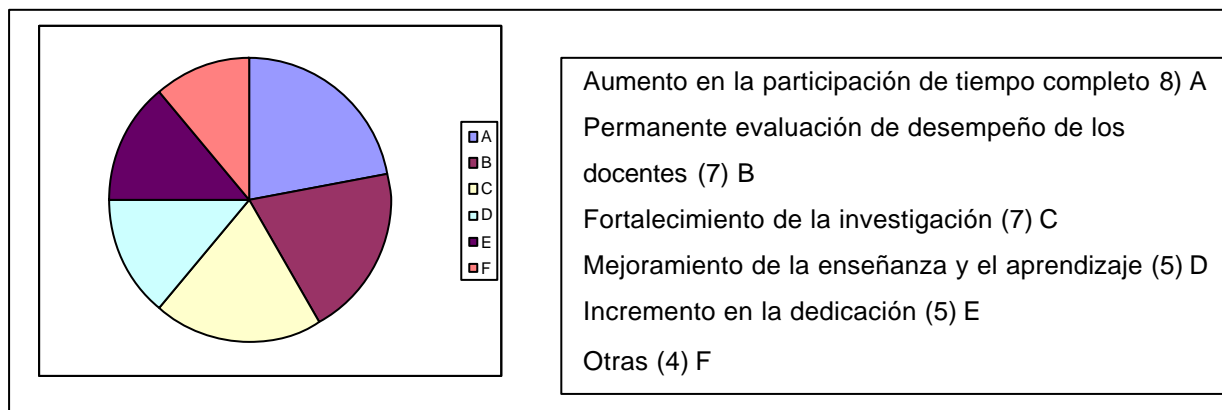 A
B
C
D
E
F
Aumento en la participación de tiempo completo 8) A
Permanente evaluación de desempeño de los
docentes (7) B
Fortalecimiento de la investigación (7) C
Mejoramiento de la enseñanza y el aprendizaje (5) D
Incremento en la dedicación (5) E
Otras (4) F